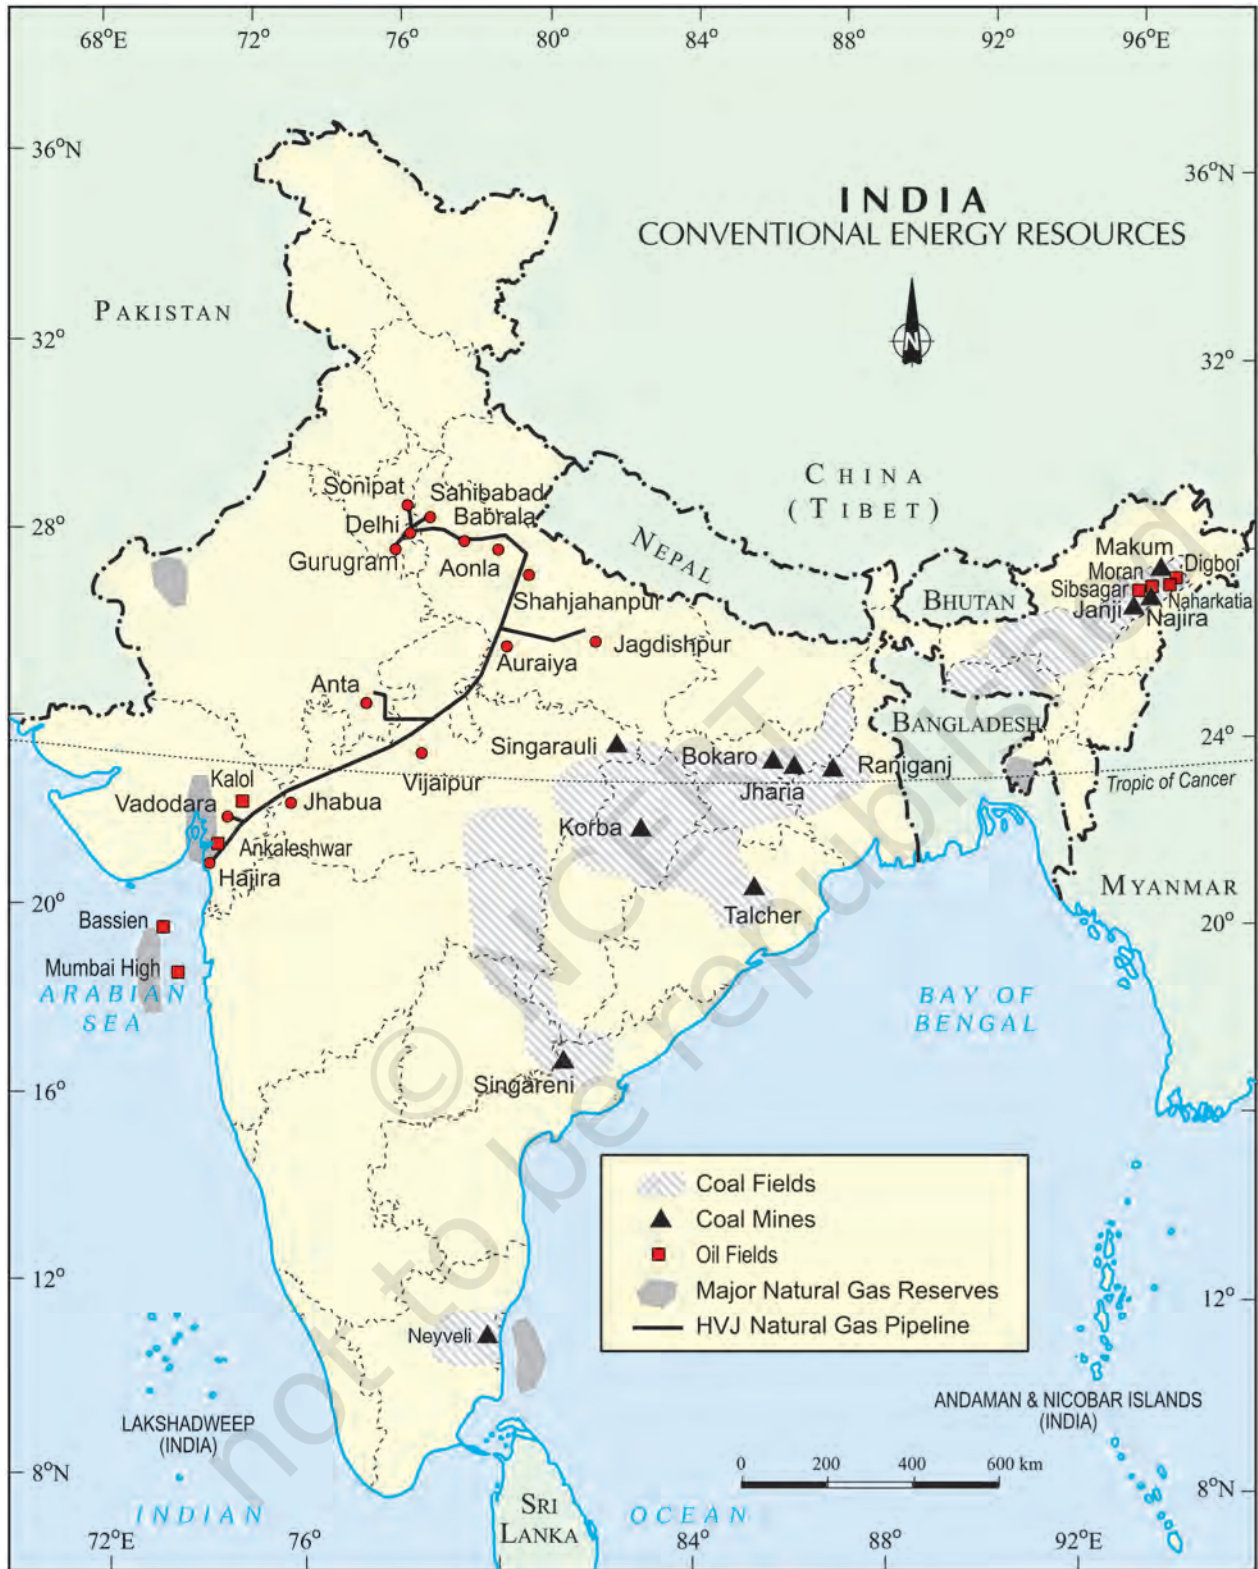 68°E 72° 76° 80° 84° 88° 92° 96°E
36°N
36°N
INDIA
CONVENTIONAL ENERGY RESOURCES
N
PAKISTAN
32°
32°
CHINA
(TIBET)
Sonipat
Sahibabad
Delhi
Babrala
28°
28°
Gurugram
Aonla
NEPAL
Shahjahanpur
Makum
Digboi
Moran
Sibsagar
Naharkatia
Janji
Najira
BHUTAN
Auraiya
Jagdishpur
Anta
BANGLADESH
24°
Singarauli
Bokaro
Raniganj
Jharia
Vijaipur
Tropic of Cancer
Kalol
Vadodara
Jhabua
Korba
Ankaleshwar
Hajira
Talcher
MYANMAR
20°
20°
Bassien
Mumbai High
ARABIAN
SEA
BAY OF
BENGAL
Singareni
16°
© NCERT
not to be republished
Coal Fields
Coal Mines
Oil Fields
Major Natural Gas Reserves
HVJ Natural Gas Pipeline
12°
12°
Neyveli
LAKSHADWEEP
(INDIA)
ANDAMAN & NICOBAR ISLANDS
(INDIA)
0 200 400 600 km
8°N
8°N
INDIAN
OCEAN
SRI
LANKA
72°E 76° 84° 88° 92°E